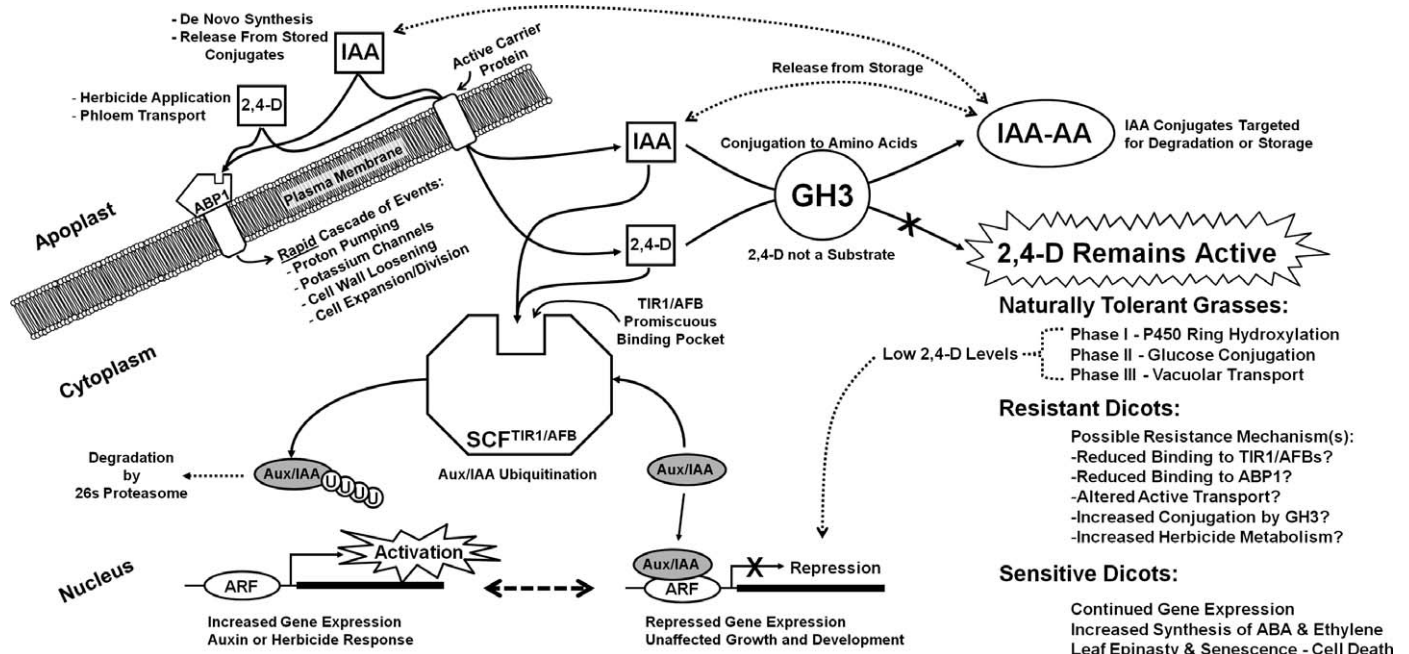 - De Novo Synthesis
- Release From Stored
Conjugates
IAA
Active Carrier
Protein
- Herbicide Application
- Phloem Transport
2,4-D
Plasma Membrane
ABP1
Apoplast
Cytoplasm
Nucleus
Rapid Cascade of Events:
- Proton Pumping
- Potassium Channels
- Cell Wall Loosening
- Cell Expansion/Division
IAA
2,4-D
Release from Storage
Conjugation to Amino Acids
GH3
2,4-D not a Substrate
X
IAA-AA
IAA Conjugates Targeted
for Degradation or Storage
2,4-D Remains Active
TIR1/AFB
Promiscuous
Binding Pocket
SCFTIR1/AFB
Aux/IAA Ubiquitination
Degradation
by
26s Proteasome
Aux/IAA
U U U U
Aux/IAA
Activation
ARF
Increased Gene Expression
Auxin or Herbicide Response
Aux/IAA
ARF
X
Repression
Repressed Gene Expression
Unaffected Growth and Development
Naturally Tolerant Grasses:
Low 2,4-D Levels
Phase I - P450 Ring Hydroxylation
Phase II - Glucose Conjugation
Phase III - Vacuolar Transport
Resistant Dicots:
Possible Resistance Mechanism(s):
-Reduced Binding to TIR1/AFBs?
-Reduced Binding to ABP1?
-Altered Active Transport?
-Increased Conjugation by GH3?
-Increased Herbicide Metabolism?
Sensitive Dicots:
Continued Gene Expression
Increased Synthesis of ABA & Ethylene
Leaf Epinasty & Senescence - Cell Death